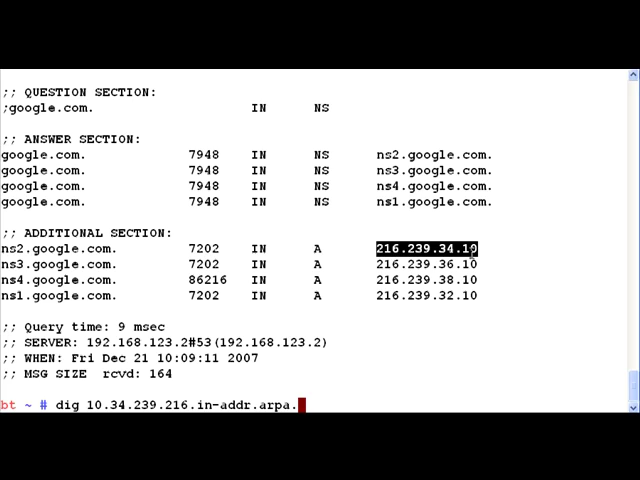 ;; QUESTION SECTION:
;google.com. IN NS
;; ANSWER SECTION:
google.com. 7948 IN NS ns2.google.com.
google.com. 7948 IN NS ns3.google.com.
google.com. 7948 IN NS ns4.google.com.
google.com. 7948 IN NS ns1.google.com.
;; ADDITIONAL SECTION:
ns2.google.com. 7202 IN A 216.239.34.10
ns3.google.com. 7202 IN A 216.239.36.10
ns4.google.com. 86216 IN A 216.239.38.10
ns1.google.com. 7202 IN A 216.239.32.10
;; Query time: 9 msec
;; SERVER: 192.168.123.2#53(192.168.123.2)
;; WHEN: Fri Dec 21 10:09:11 2007
;; MSG SIZE rcvd: 164
bt ~ # dig 10.34.239.216.in-addr.arpa.